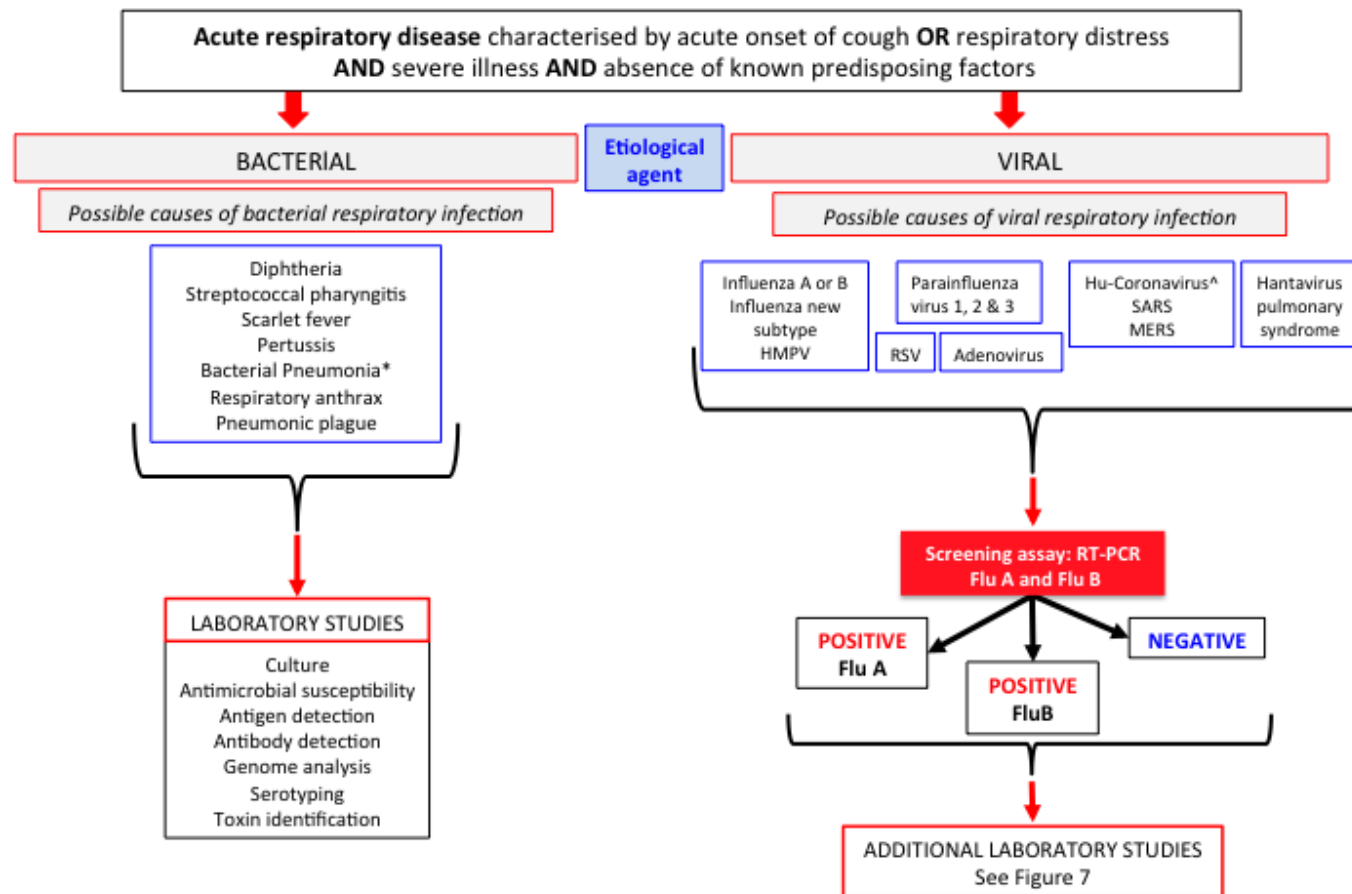 Acute respiratory disease characterised by acute onset of cough OR respiratory distress
AND severe illness AND absence of known predisposing factors
BACTERIAL
Etiological
agent
VIRAL
Possible causes of bacterial respiratory infection
Possible causes of viral respiratory infection
Diphtheria
Streptococcal pharyngitis
Scarlet fever
Pertussis
Bacterial Pneumonia*
Respiratory anthrax
Pneumonic plague
Influenza A or B
Influenza new
subtype
HMPV
Parainfluenza
virus 1, 2 & 3
RSV
Adenovirus
Hu-Coronavirus^
SARS
MERS
Hantavirus
pulmonary
syndrome
LABORATORY STUDIES
Culture
Antimicrobial susceptibility
Antigen detection
Antibody detection
Genome analysis
Serotyping
Toxin identification
Screening assay: RT-PCR
Flu A and Flu B
POSITIVE
Flu A
POSITIVE
FluB
NEGATIVE
ADDITIONAL LABORATORY STUDIES
See Figure 7